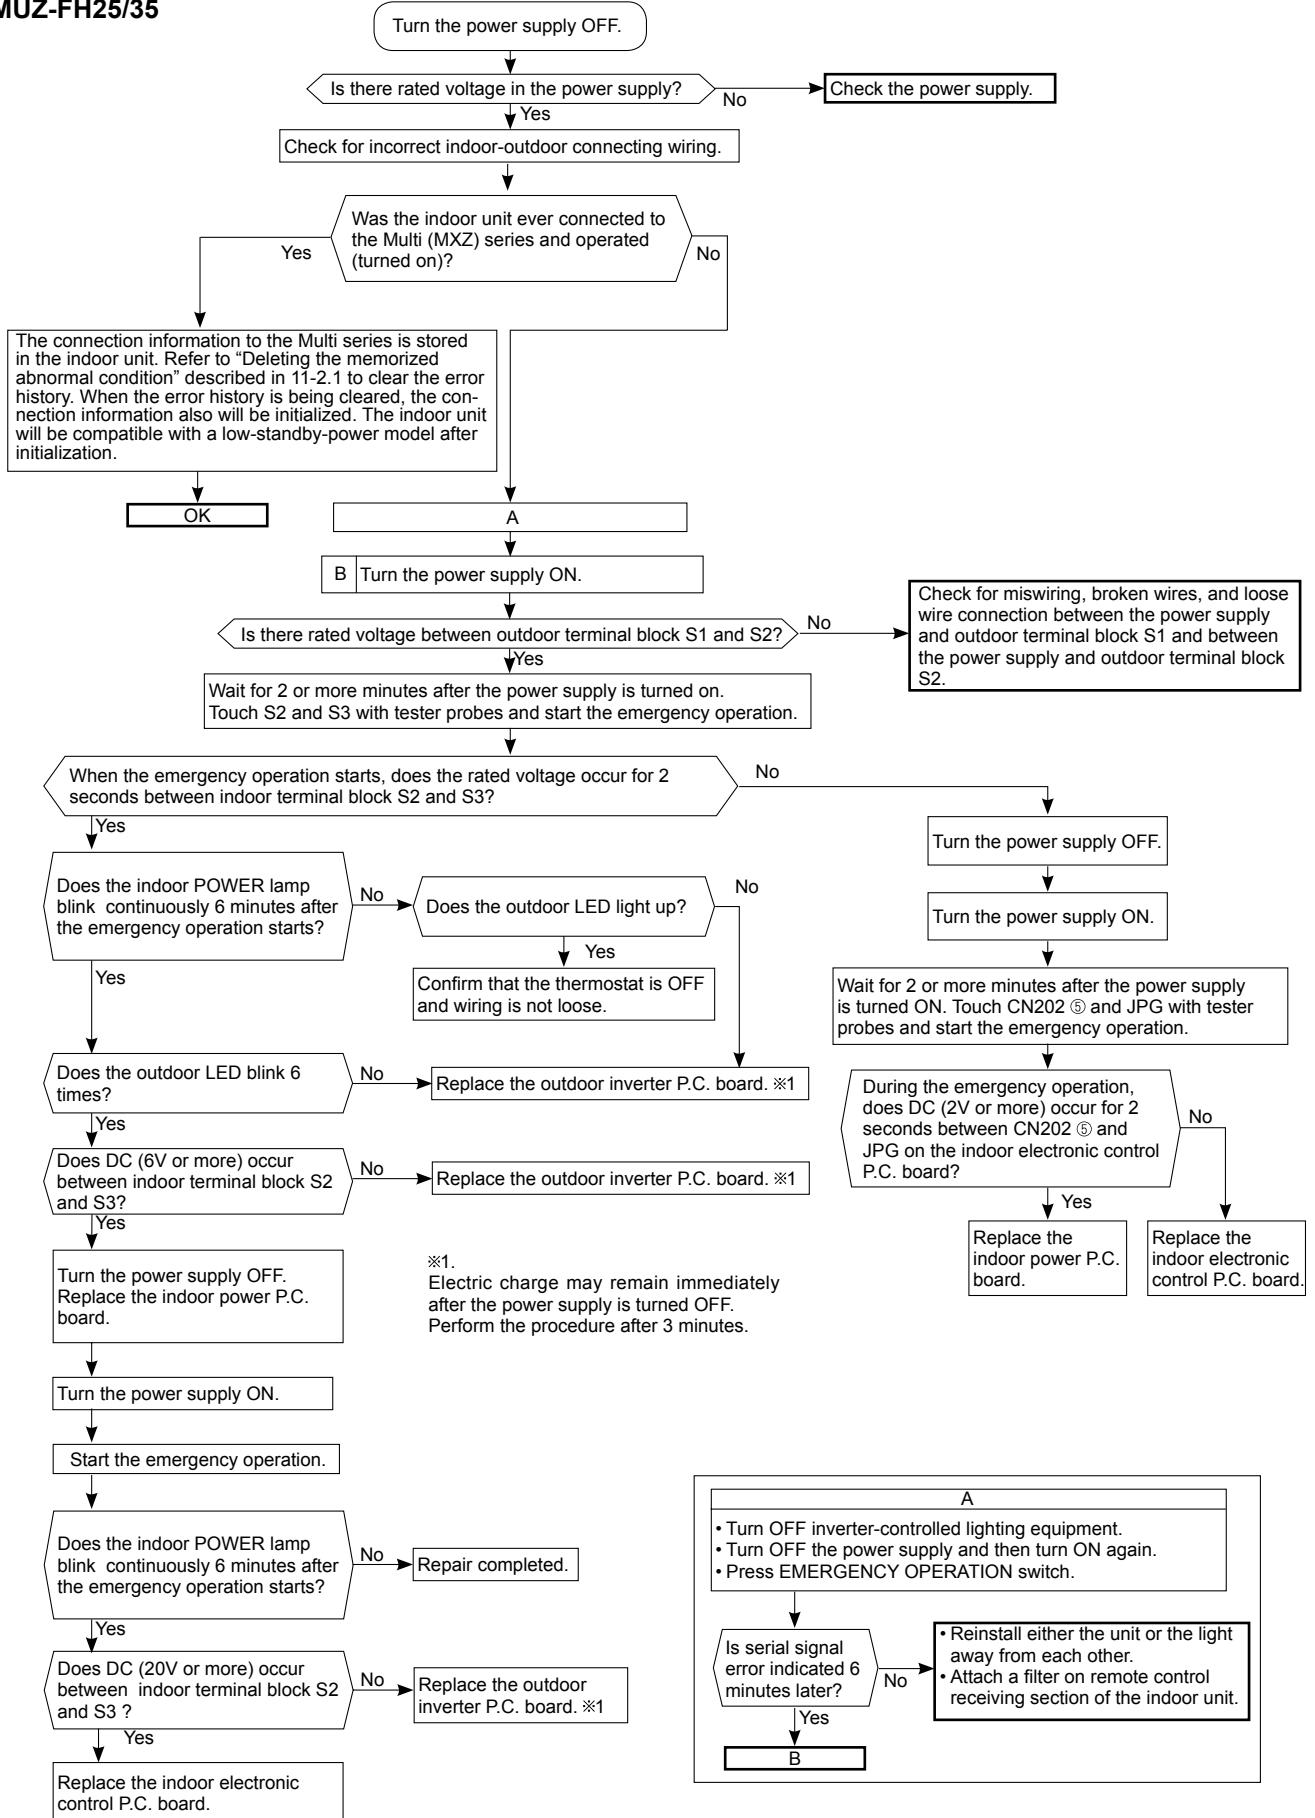 MUZ-FH25/35
Turn the power supply OFF.
Is there rated voltage in the power supply?
No
Check the power supply.
Yes
Check for incorrect indoor-outdoor connecting wiring.
Was the indoor unit ever connected to
the Multi (MXZ) series and operated
(turned on)?
Yes
No
The connection information to the Multi series is stored
in the indoor unit. Refer to “Deleting the memorized
abnormal condition” described in 11-2.1 to clear the error
history. When the error history is being cleared, the con-
nection information also will be initialized. The indoor unit
will be compatible with a low-standby-power model after
initialization.
OK
A
B Turn the power supply ON.
Is there rated voltage between outdoor terminal block S1 and S2?
No
Check for miswiring, broken wires, and loose
wire connection between the power supply
and outdoor terminal block S1 and between
the power supply and outdoor terminal block
S2.
Yes
Wait for 2 or more minutes after the power supply is turned on.
Touch S2 and S3 with tester probes and start the emergency operation.
When the emergency operation starts, does the rated voltage occur for 2
seconds between indoor terminal block S2 and S3?
No
Yes
Turn the power supply OFF.
Turn the power supply ON.
Wait for 2 or more minutes after the power supply
is turned ON. Touch CN202 ⑤ and JPG with tester
probes and start the emergency operation.
During the emergency operation,
does DC (2V or more) occur for 2
seconds between CN202 ⑤ and
JPG on the indoor electronic control
P.C. board?
No
Yes
Replace the
indoor power P.C.
board.
Replace the
indoor electronic
control P.C. board.
Does the indoor POWER lamp
blink continuously 6 minutes after
the emergency operation starts?
No
Does the outdoor LED light up?
No
Yes
Confirm that the thermostat is OFF
and wiring is not loose.
Yes
Does the outdoor LED blink 6
times?
No
Replace the outdoor inverter P.C. board. ※1
Yes
Does DC (6V or more) occur
between indoor terminal block S2
and S3?
No
Replace the outdoor inverter P.C. board. ※1
Yes
Turn the power supply OFF.
Replace the indoor power P.C.
board.
※1.
Electric charge may remain immediately
after the power supply is turned OFF.
Perform the procedure after 3 minutes.
Turn the power supply ON.
Start the emergency operation.
Does the indoor POWER lamp
blink continuously 6 minutes after
the emergency operation starts?
No
Repair completed.
Yes
Does DC (20V or more) occur
between indoor terminal block S2
and S3 ?
No
Replace the outdoor
inverter P.C. board. ※1
Yes
Replace the indoor electronic
control P.C. board.
A
• Turn OFF inverter-controlled lighting equipment.
• Turn OFF the power supply and then turn ON again.
• Press EMERGENCY OPERATION switch.
Is serial signal
error indicated 6
minutes later?
No
• Reinstall either the unit or the light
away from each other.
• Attach a filter on remote control
receiving section of the indoor unit.
Yes
B